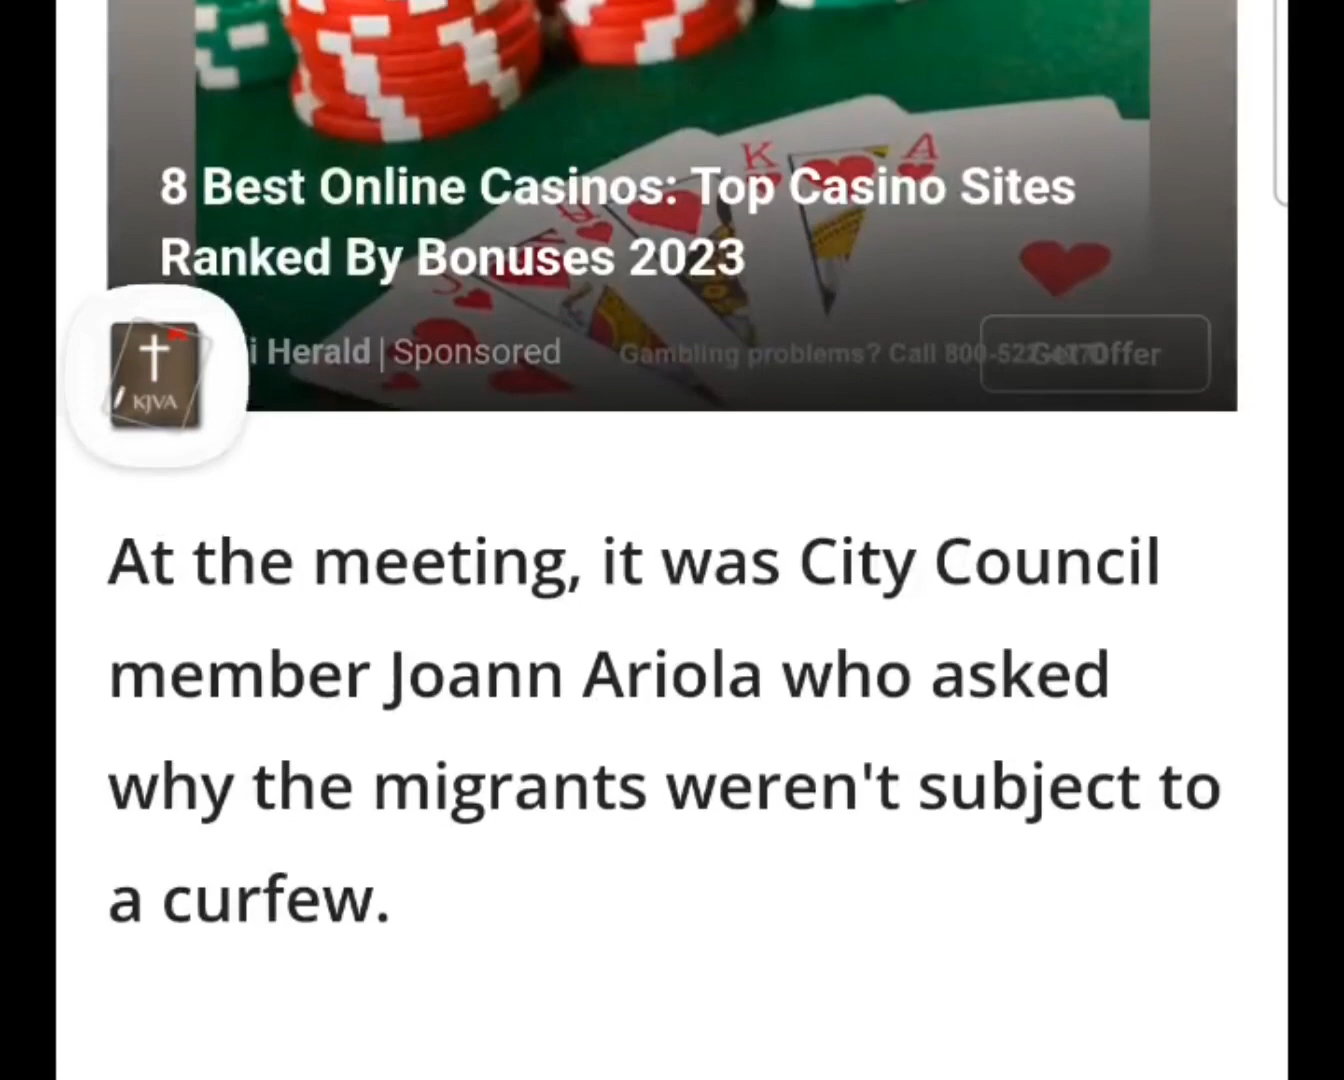 K
A
8 Best Online Casinos: Top Casino Sites
Ranked By Bonuses 2023
i Herald | Sponsored
Gambling problems? Call
Get Offer
KJVA
At the meeting, it was City Council
member Joann Ariola who asked
why the migrants weren't subject to
a curfew.